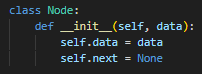 class Node:
    def __init__(self, data):
        self.data = data
        self.next = None